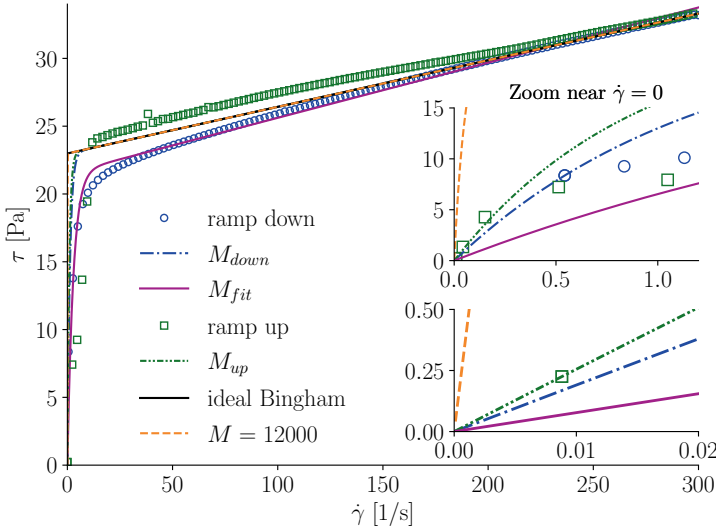 30
25
20
15
10
5
0
τ [Pa]
0
50
100
150
200
250
300
γ̇ [1/s]
ramp down
M_down
M_fit
ramp up
M_up
ideal Bingham
M = 12000
Zoom near γ̇ = 0
15
10
5
0
0.0
0.5
1.0
0.50
0.25
0.00
0.00
0.01
0.02